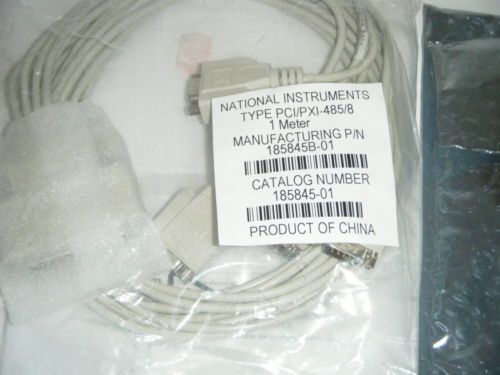 NATIONAL INSTRUMENTS
TYPE PCI/PXI-485/8
1 Meter
MANUFACTURING P/N
185845B-01
CATALOG NUMBER
185845-01
PRODUCT OF CHINA